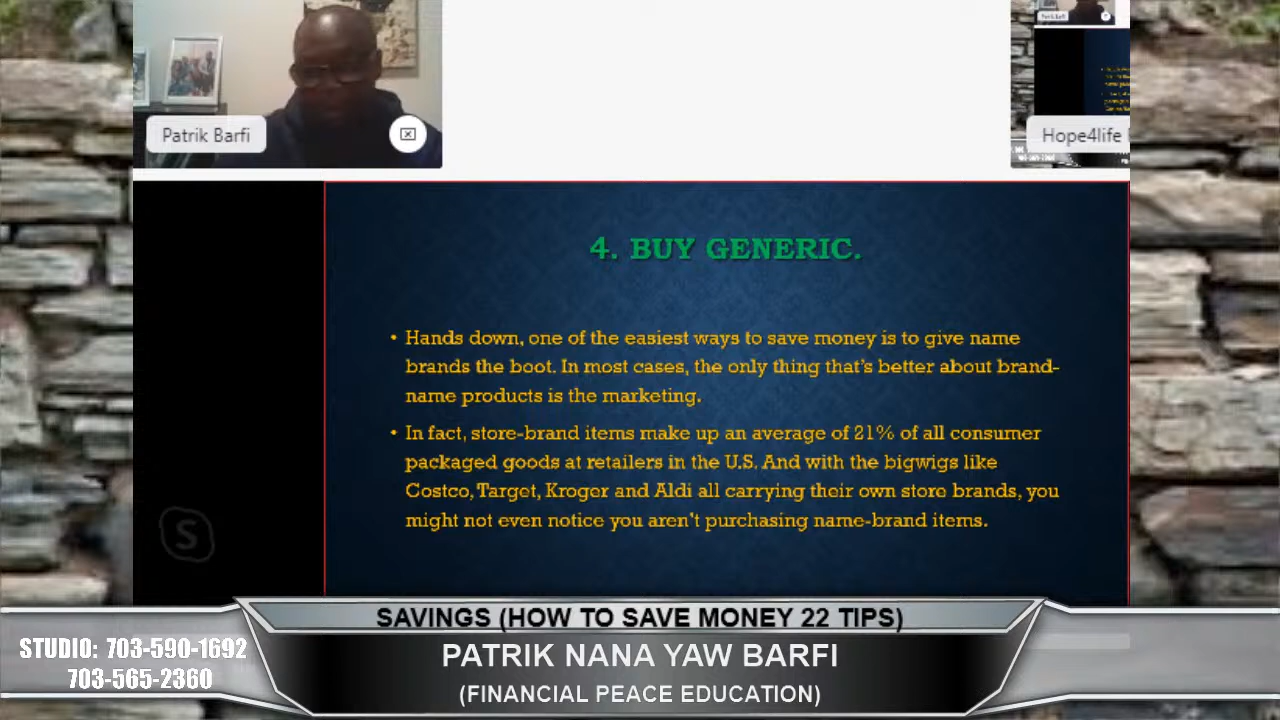 Patrik Barfi
Hope4life
4. BUY GENERIC.
• Hands down, one of the easiest ways to save money is to give name
brands the boot. In most cases, the only thing that's better about brand-
name products is the marketing.
• In fact, store-brand items make up an average of 21% of all consumer
packaged goods at retailers in the U.S. And with the bigwigs like
Costco, Target, Kroger and Aldi all carrying their own store brands, you
might not even notice you aren't purchasing name-brand items.
SAVINGS (HOW TO SAVE MONEY 22 TIPS)
STUDIO: 703-590-1692
703-565-2360
PATRIK NANA YAW BARFI
(FINANCIAL PEACE EDUCATION)